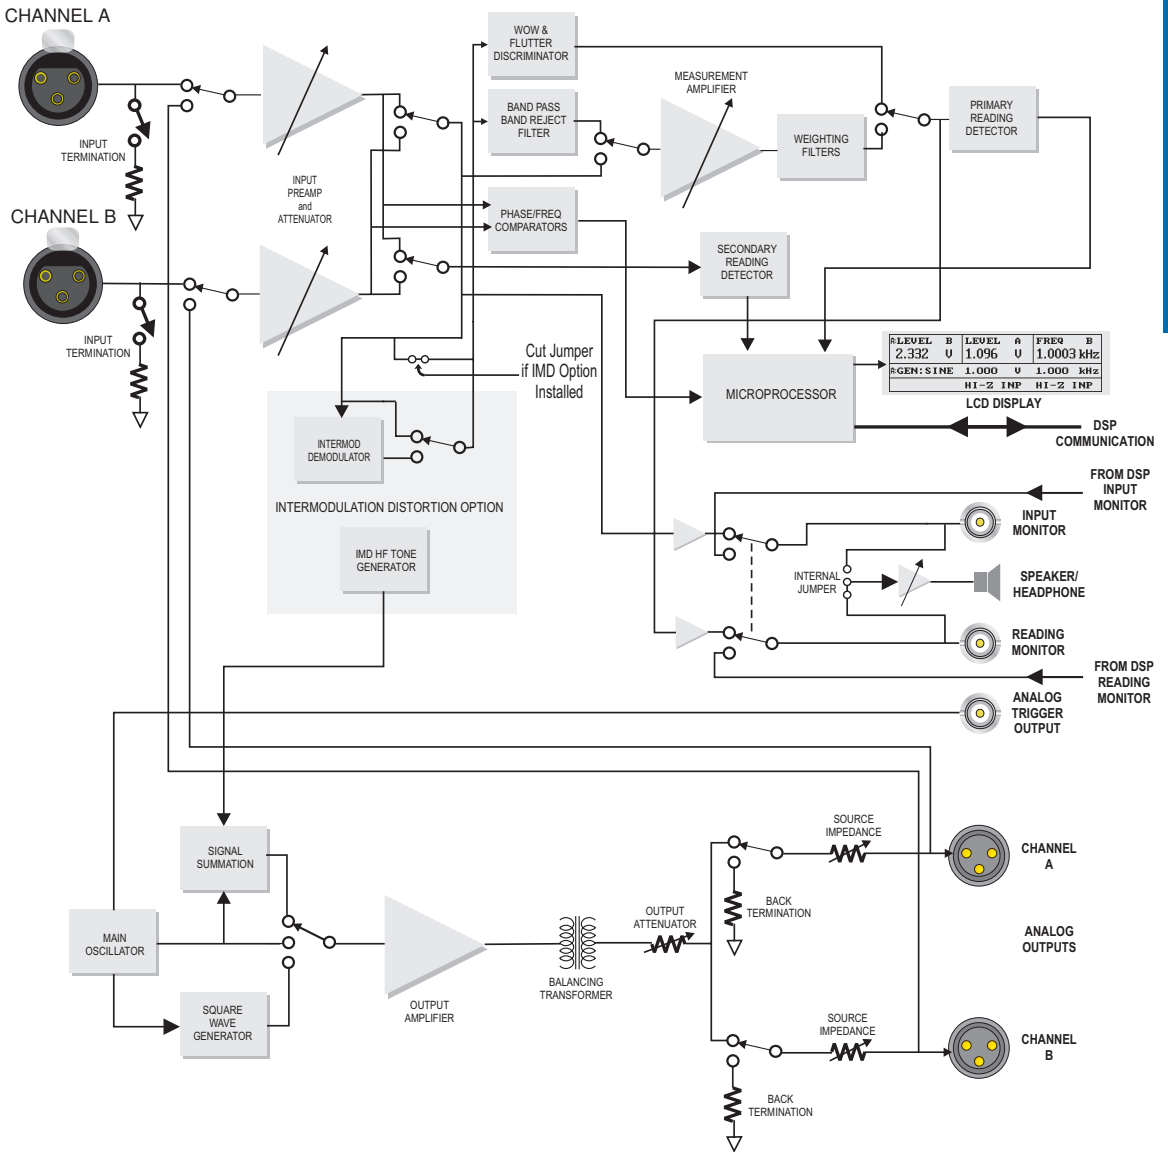 CHANNEL A
WOW &
FLUTTER
DISCRIMINATOR
MEASUREMENT
AMPLIFIER
BAND PASS
BAND REJECT
FILTER
PRIMARY
READING
DETECTOR
WEIGHTING
FILTERS
INPUT
TERMINATION
INPUT
PREAMP
and
ATTENUATOR
CHANNEL B
PHASE/FREQ
COMPARATORS
SECONDARY
READING
DETECTOR
INPUT
TERMINATION
Cut Jumper
if IMD Option
Installed
MICROPROCESSOR
LEVEL B LEVEL A FREQ B
2.332 V 1.096 V 1.0003 kHz
GEN:SINE 1.000 V 1.000 kHz
HI-Z INP HI-Z INP
LCD DISPLAY
DSP
COMMUNICATION
INTERMOD
DEMODULATOR
INTERMODULATION DISTORTION OPTION
IMD HF TONE
GENERATOR
FROM DSP
INPUT
MONITOR
INPUT
MONITOR
INTERNAL
JUMPER
SPEAKER/
HEADPHONE
READING
MONITOR
FROM DSP
READING
MONITOR
ANALOG
TRIGGER
OUTPUT
SIGNAL
SUMMATION
SOURCE
IMPEDANCE
CHANNEL
A
BACK
TERMINATION
OUTPUT
ATTENUATOR
MAIN
OSCILLATOR
ANALOG
OUTPUTS
BALANCING
TRANSFORMER
OUTPUT
AMPLIFIER
SQUARE
WAVE
GENERATOR
SOURCE
IMPEDANCE
CHANNEL
B
BACK
TERMINATION